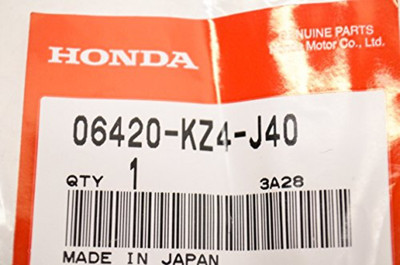 GENUINE PARTS
Motor Co., Ltd.
HONDA
06420-KZ4-J40
QTY 1 3A28
MADE IN JAPAN